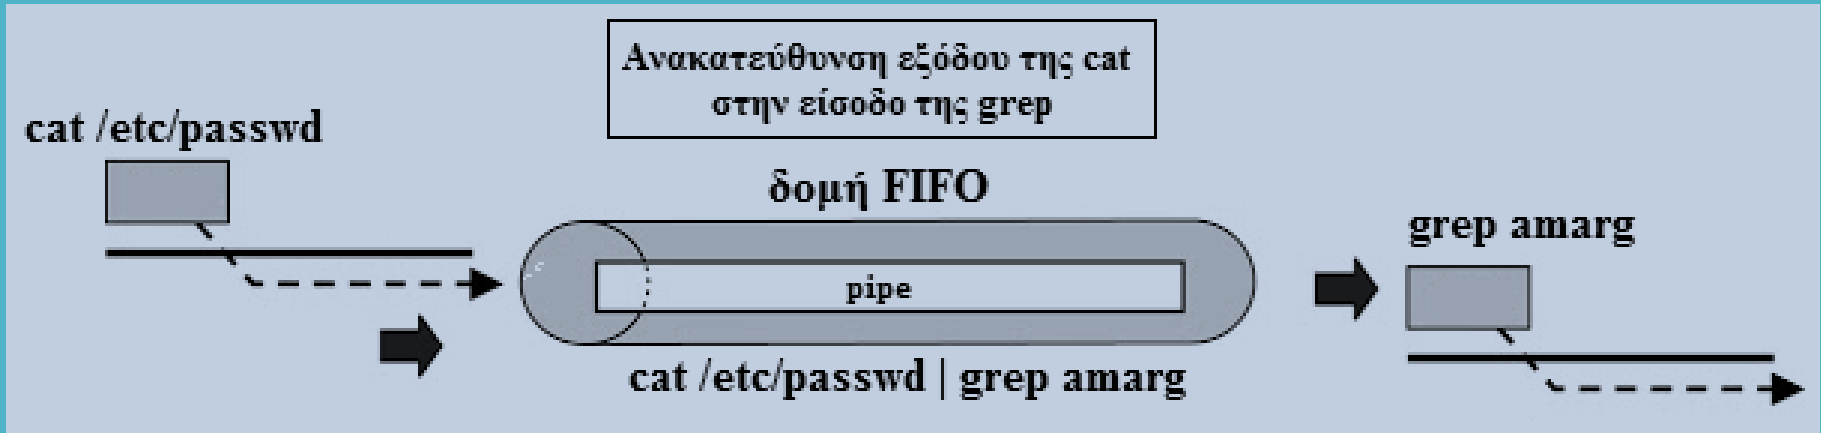 Ανακατεύθυνση εξόδου της cat
στην είσοδο της grep
cat /etc/passwd
δομή FIFO
grep amarg
pipe
cat /etc/passwd | grep amarg